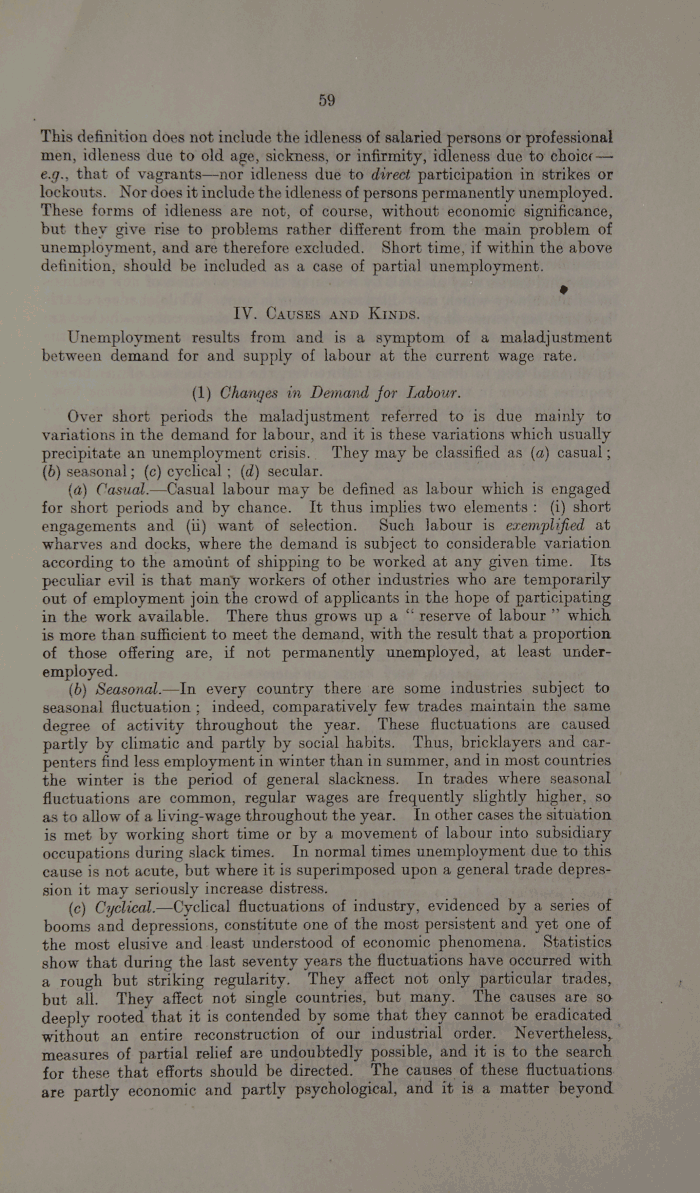 59
This definition does not include the idleness of salaried persons or professional
men, idleness due to old age, sickness, or infirmity, idleness due to choice—
e.g., that of vagrants—nor idleness due to direct participation in strikes or
lockouts. Nor does it include the idleness of persons permanently unemployed.
These forms of idleness are not, of course, without economic significance,
but they give rise to problems rather different from the main problem of
unemployment, and are therefore excluded. Short time, if within the above
definition, should be included as a case of partial unemployment.
IV. Causes and Kinds.
Unemployment results from and is a symptom of a maladjustment
between demand for and supply of labour at the current wage rate.
(1) Changes in Demand for Labour.
Over short periods the maladjustment referred to is due mainly to
variations in the demand for labour, and it is these variations which usually
precipitate an unemployment crisis. They may be classified as (a) casual;
(b) seasonal; (c) cyclical; (d) secular.
(a) Casual.—Casual labour may be defined as labour which is engaged
for short periods and by chance. It thus implies two elements: (i) short
engagements and (ii) want of selection. Such labour is exemplified at
wharves and docks, where the demand is subject to considerable variation
according to the amount of shipping to be worked at any given time. Its
peculiar evil is that many workers of other industries who are temporarily
out of employment join the crowd of applicants in the hope of participating
in the work available. There thus grows up a "reserve of labour" which
is more than sufficient to meet the demand, with the result that a proportion
of those offering are, if not permanently unemployed, at least under-
employed.
(b) Seasonal.—In every country there are some industries subject to
seasonal fluctuation; indeed, comparatively few trades maintain the same
degree of activity throughout the year. These fluctuations are caused
partly by climatic and partly by social habits. Thus, bricklayers and car-
penters find less employment in winter than in summer, and in most countries
the winter is the period of general slackness. In trades where seasonal
fluctuations are common, regular wages are frequently slightly higher, so
as to allow of a living-wage throughout the year. In other cases the situation
is met by working short time or by a movement of labour into subsidiary
occupations during slack times. In normal times unemployment due to this
cause is not acute, but where it is superimposed upon a general trade depres-
sion it may seriously increase distress.
(c) Cyclical.—Cyclical fluctuations of industry, evidenced by a series of
booms and depressions, constitute one of the most persistent and yet one of
the most elusive and least understood of economic phenomena. Statistics
show that during the last seventy years the fluctuations have occurred with
a rough but striking regularity. They affect not only particular trades,
but all. They affect not single countries, but many. The causes are so
deeply rooted that it is contended by some that they cannot be eradicated
without an entire reconstruction of our industrial order. Nevertheless,
measures of partial relief are undoubtedly possible, and it is to the search
for these that efforts should be directed. The causes of these fluctuations
are partly economic and partly psychological, and it is a matter beyond